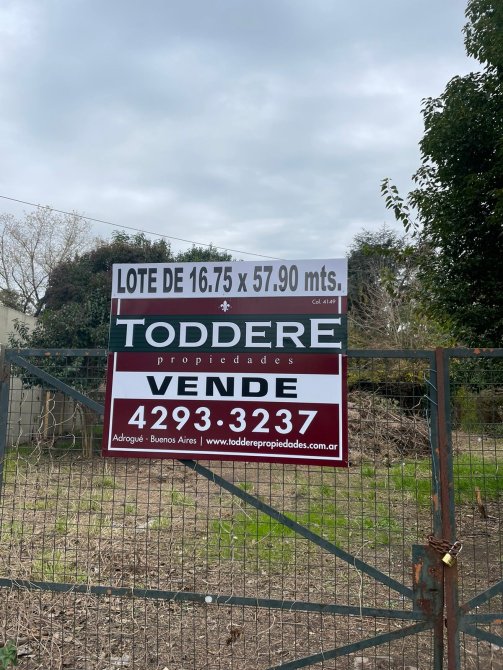 LOTE DE 16.75 x 57.90 mts.
Col. 4149
TODDERE
propiedades
VENDE
4293·3237
Adrogué - Buenos Aires | www.todderepropiedades.com.ar